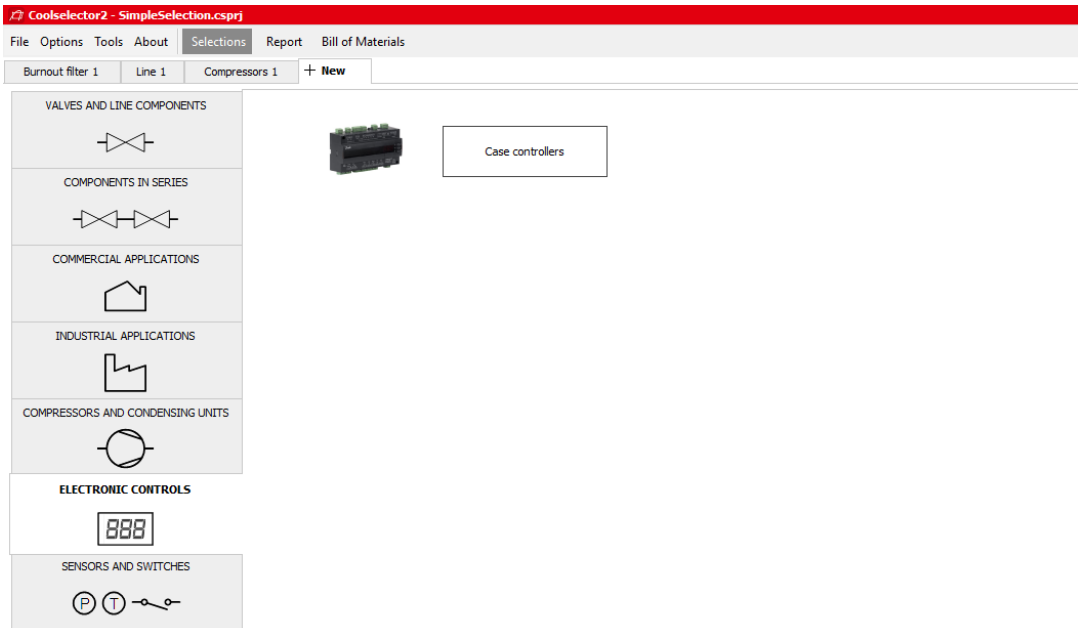 Coolselector2 - SimpleSelection.csprj
File Options Tools About Selections Report Bill of Materials
Burnout filter 1 Line 1 Compressors 1 + New
VALVES AND LINE COMPONENTS
Case controllers
COMPONENTS IN SERIES
COMMERCIAL APPLICATIONS
INDUSTRIAL APPLICATIONS
COMPRESSORS AND CONDENSING UNITS
ELECTRONIC CONTROLS
888
SENSORS AND SWITCHES
P T